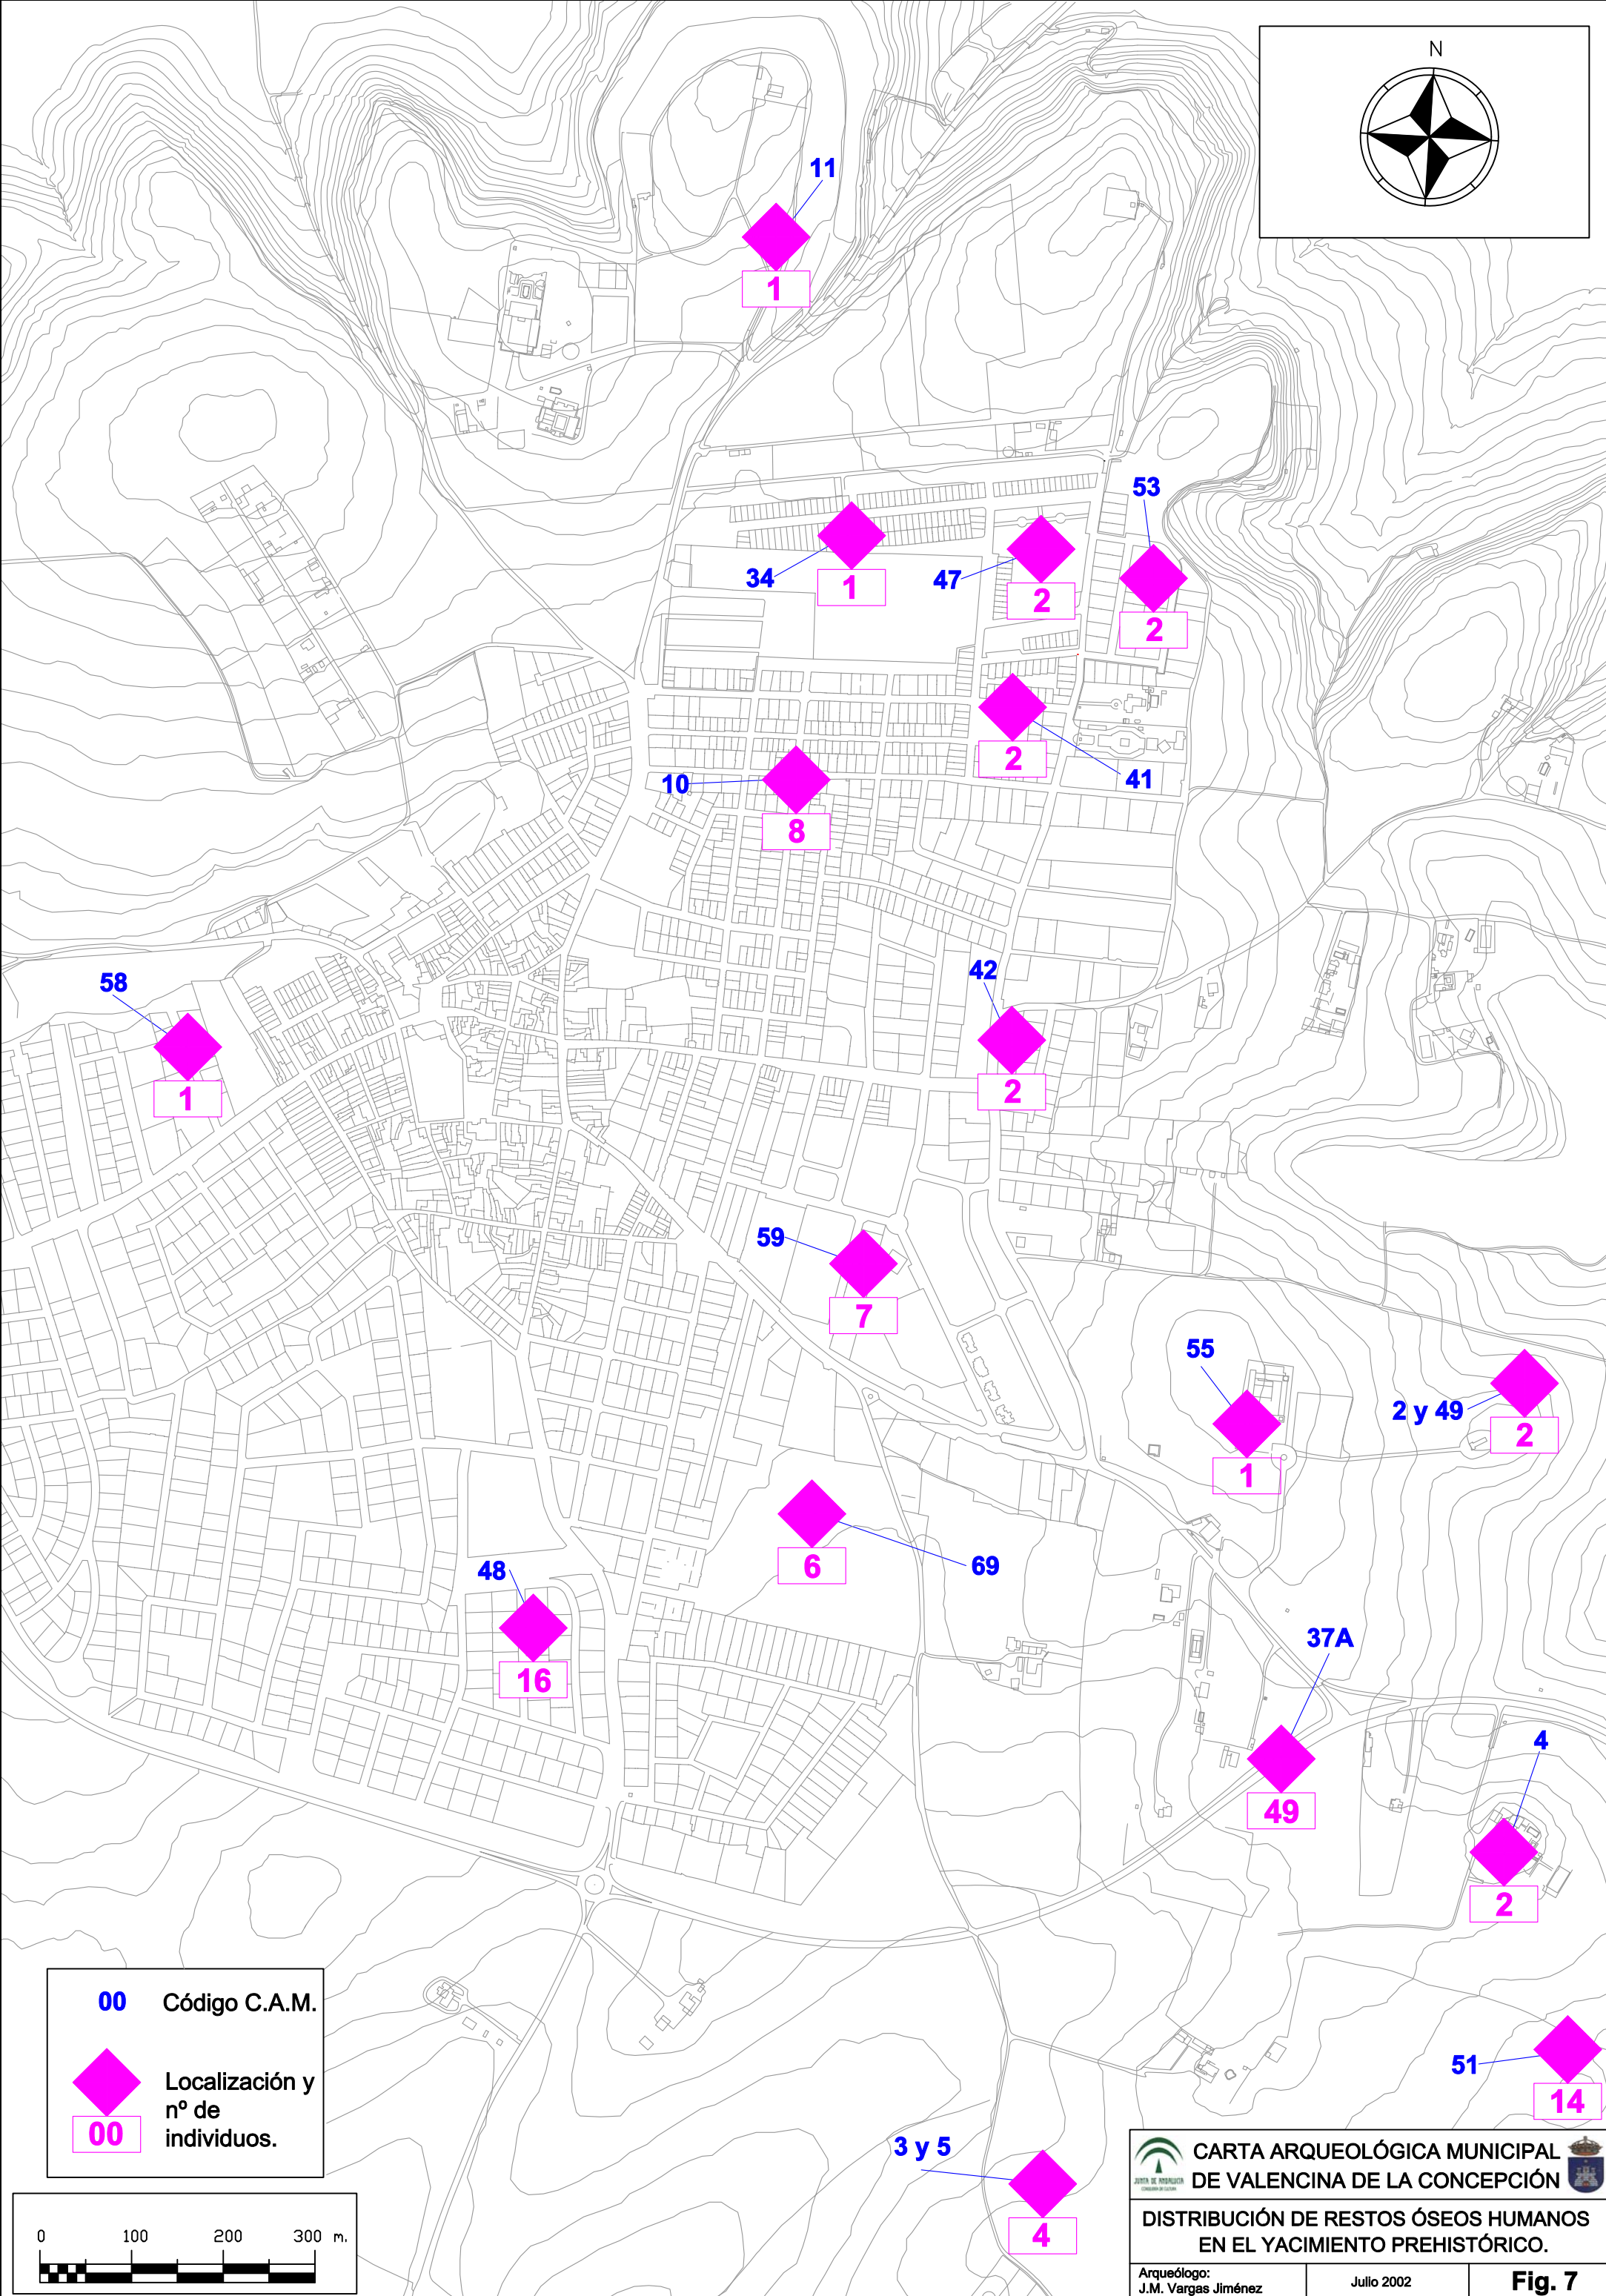 N
11
1
53
34
1
47
2
2
2
41
10
8
42
2
58
1
59
7
55
1
2 y 49
2
6
69
48
16
37A
49
4
2
00 Código C.A.M.
Localización y
nº de
individuos.
00
51
14
3 y 5
4
0 100 200 300 m.
JUNTA DE ANDALUCIA
CARTA ARQUEOLÓGICA MUNICIPAL
DE VALENCINA DE LA CONCEPCIÓN
DISTRIBUCIÓN DE RESTOS ÓSEOS HUMANOS
EN EL YACIMIENTO PREHISTÓRICO.
Arqueólogo:
J.M. Vargas Jiménez
Julio 2002
Fig. 7